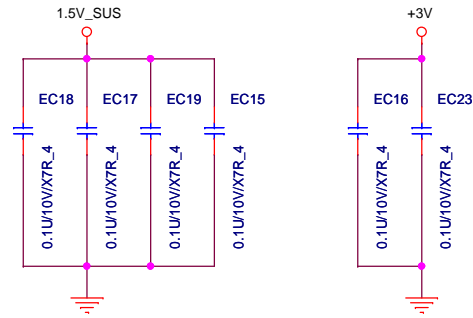 1.5V_SUS
+3V
EC18
EC17
EC19
EC15
EC16
EC23
0.1U/10V/X7R_4
0.1U/10V/X7R_4
0.1U/10V/X7R_4
0.1U/10V/X7R_4
0.1U/10V/X7R_4
0.1U/10V/X7R_4